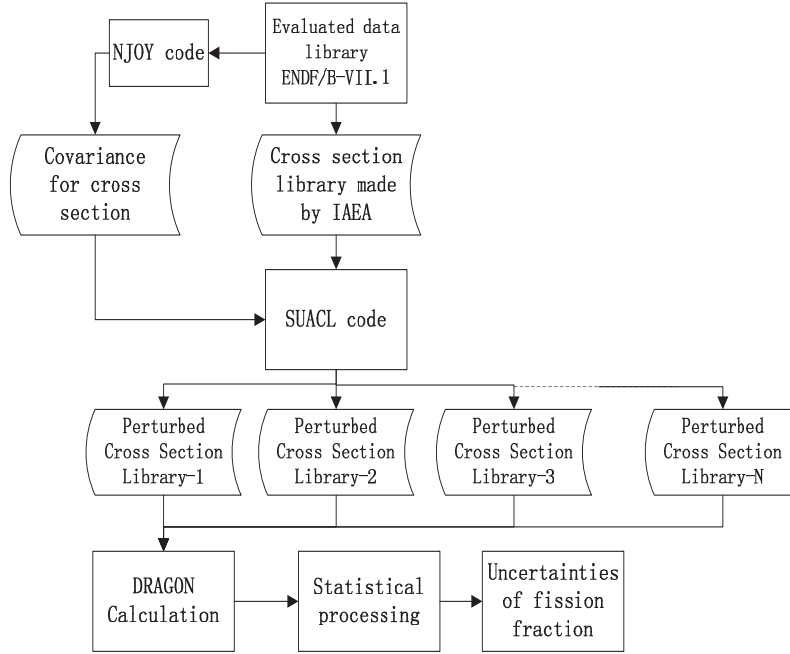 NJOY code
Evaluated data
library
ENDF/B-VII.1
Covariance
for cross
section
Cross section
library made
by IAEA
SUACL code
Perturbed
Cross Section
Library-1
Perturbed
Cross Section
Library-2
Perturbed
Cross Section
Library-3
Perturbed
Cross Section
Library-N
DRAGON
Calculation
Statistical
processing
Uncertainties
of fission
fraction